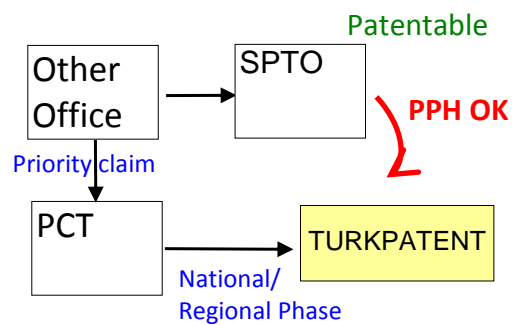 Patentable
Other
Office
SPTO
PPH OK
Priority claim
PCT
TURKPATENT
National/
Regional Phase